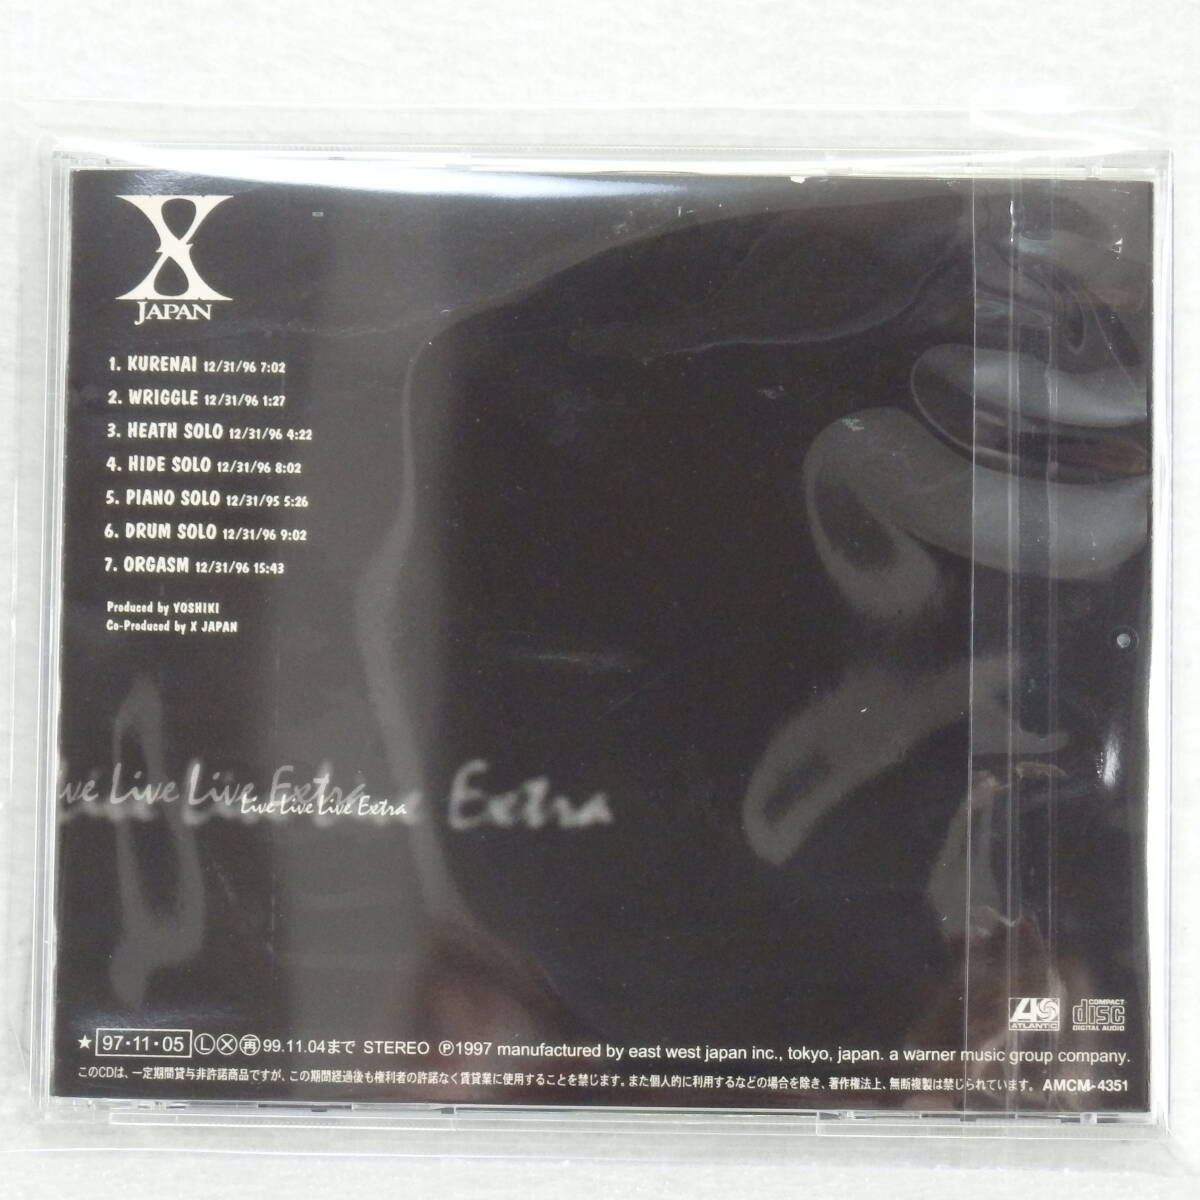 X
JAPAN
1. KURENAI 12/31/96 7:02
2. WRIGGLE 12/31/96 1:27
3. HEATH SOLO 12/31/96 4:22
4. HIDE SOLO 12/31/96 8:02
5. PIANO SOLO 12/31/95 5:26
6. DRUM SOLO 12/31/96 9:02
7. ORGASM 12/31/96 15:43
Produced by YOSHIKI
Co-Produced by X JAPAN
Live Live Extra
Live Live Live Extra
Extra
ATLANTIC
COMPACT
disc
DIGITAL AUDIO
★ 97・11・05 Ⓛ Ⓧ ㊥99.11.04まで STEREO Ⓟ1997 manufactured by east west japan inc., tokyo, japan. a warner music group company.
このCDは、一定期間貸与非許諾商品ですが、この期間経過後も権利者の許諾なく賃貸業に使用することを禁じます。また個人的に利用するなどの場合を除き、著作権法上、無断複製は禁じられています。 AMCM-4351